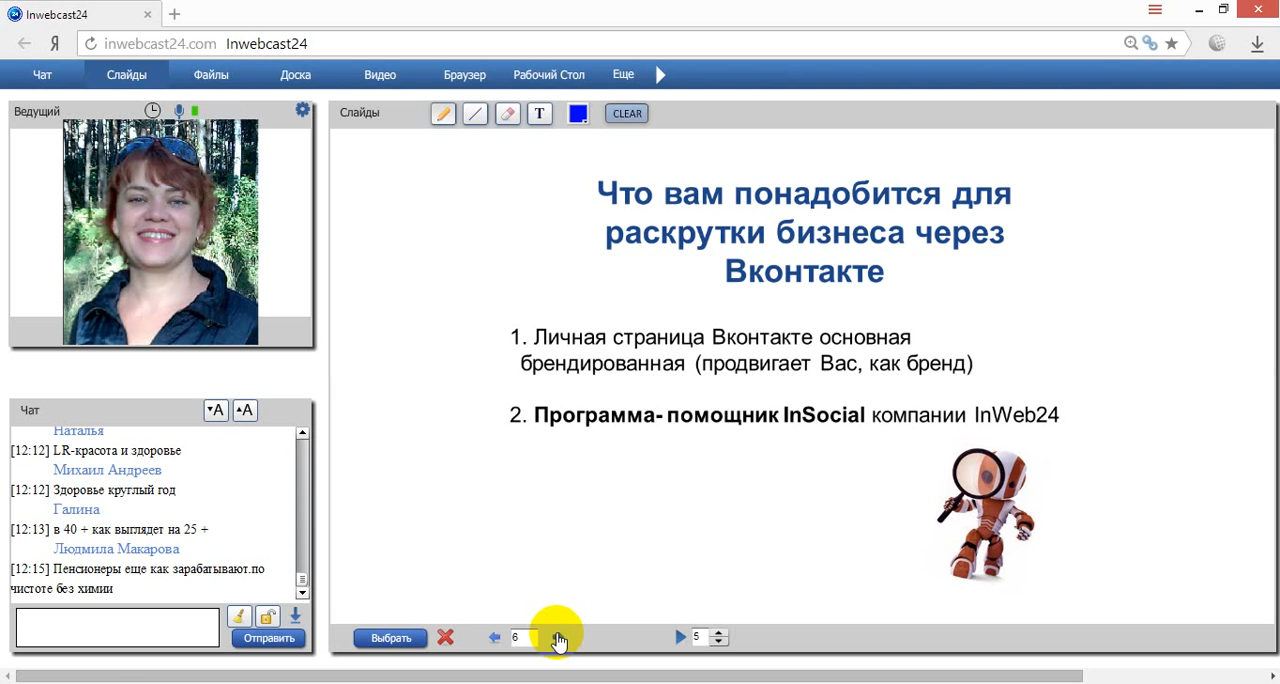 Inwebcast24
Я inwebcast24.com Inwebcast24
Чат Слайды Файлы Доска Видео Браузер Рабочий Стол Еще
Ведущий
Слайды T CLEAR
Что вам понадобится для
раскрутки бизнеса через
Вконтакте
1. Личная страница Вконтакте основная
брендированная (продвигает Вас, как бренд)
2. Программа- помощник InSocial компании InWeb24
Чат A A
Наталья
[12:12] LR-красота и здоровье
Михаил Андреев
[12:12] Здоровье круглый год
Галина
[12:13] в 40 + как выглядет на 25 +
Людмила Макарова
[12:15] Пенсионеры еще как зарабатывают.по
чистоте без химии
Отправить
Выбрать 6 5